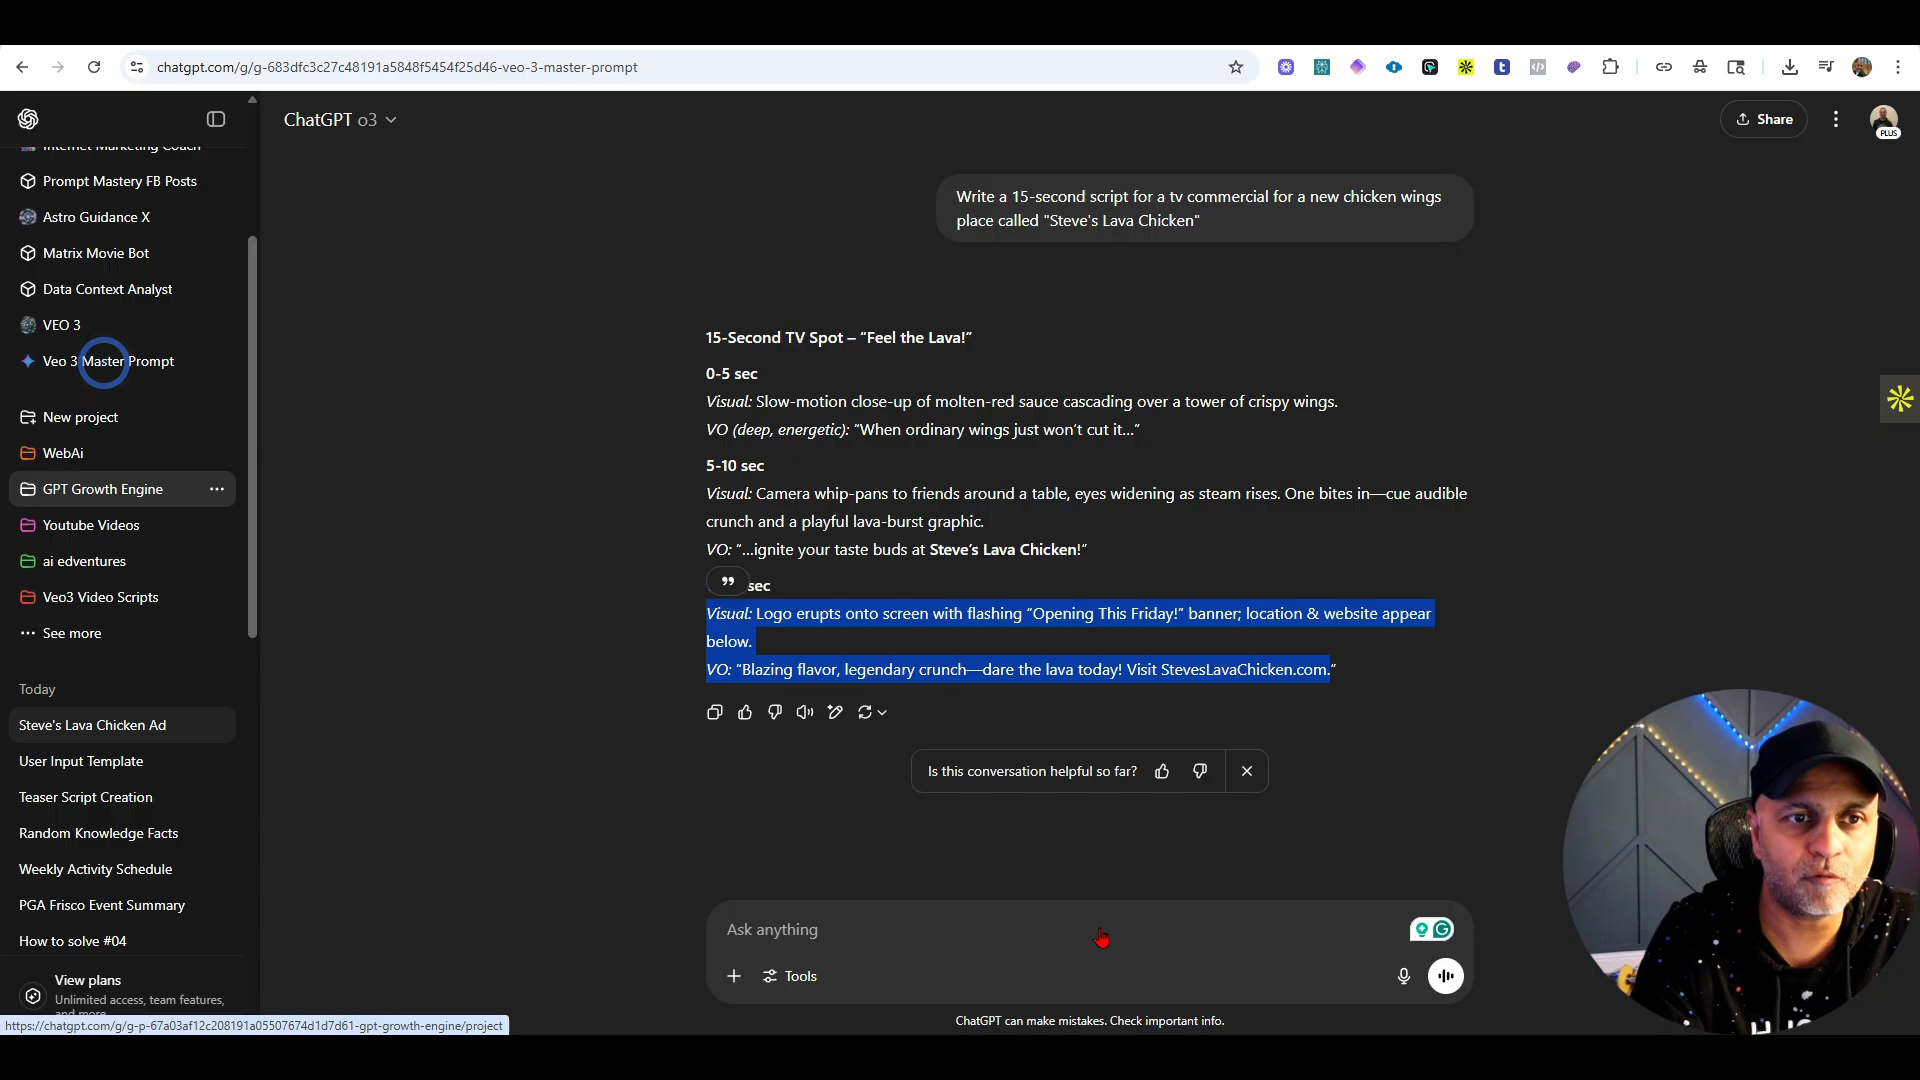 chatgpt.com/g/g-683dfc3c27c48191a5848f5454f25d46-veo-3-master-prompt
ChatGPT o3
Share
PLUS
Internet Marketing Coach
Prompt Mastery FB Posts
Astro Guidance X
Matrix Movie Bot
Data Context Analyst
VEO 3
Veo 3 Master Prompt
New project
WebAi
GPT Growth Engine
Youtube Videos
ai edventures
Veo3 Video Scripts
See more
Today
Steve's Lava Chicken Ad
User Input Template
Teaser Script Creation
Random Knowledge Facts
Weekly Activity Schedule
PGA Frisco Event Summary
How to solve #04
View plans
Unlimited access, team features,
and more
https://chatgpt.com/g/g-p-67a03af12c208191a05507674d1d7d61-gpt-growth-engine/project
Write a 15-second script for a tv commercial for a new chicken wings
place called "Steve's Lava Chicken"
15-Second TV Spot – “Feel the Lava!”
0-5 sec
Visual: Slow-motion close-up of molten-red sauce cascading over a tower of crispy wings.
VO (deep, energetic): “When ordinary wings just won’t cut it…”
5-10 sec
Visual: Camera whip-pans to friends around a table, eyes widening as steam rises. One bites in—cue audible
crunch and a playful lava-burst graphic.
VO: “…ignite your taste buds at Steve’s Lava Chicken!”
sec
Visual: Logo erupts onto screen with flashing “Opening This Friday!” banner; location & website appear
below.
VO: “Blazing flavor, legendary crunch—dare the lava today! Visit StevesLavaChicken.com.”
Is this conversation helpful so far?
Ask anything
Tools
ChatGPT can make mistakes. Check important info.